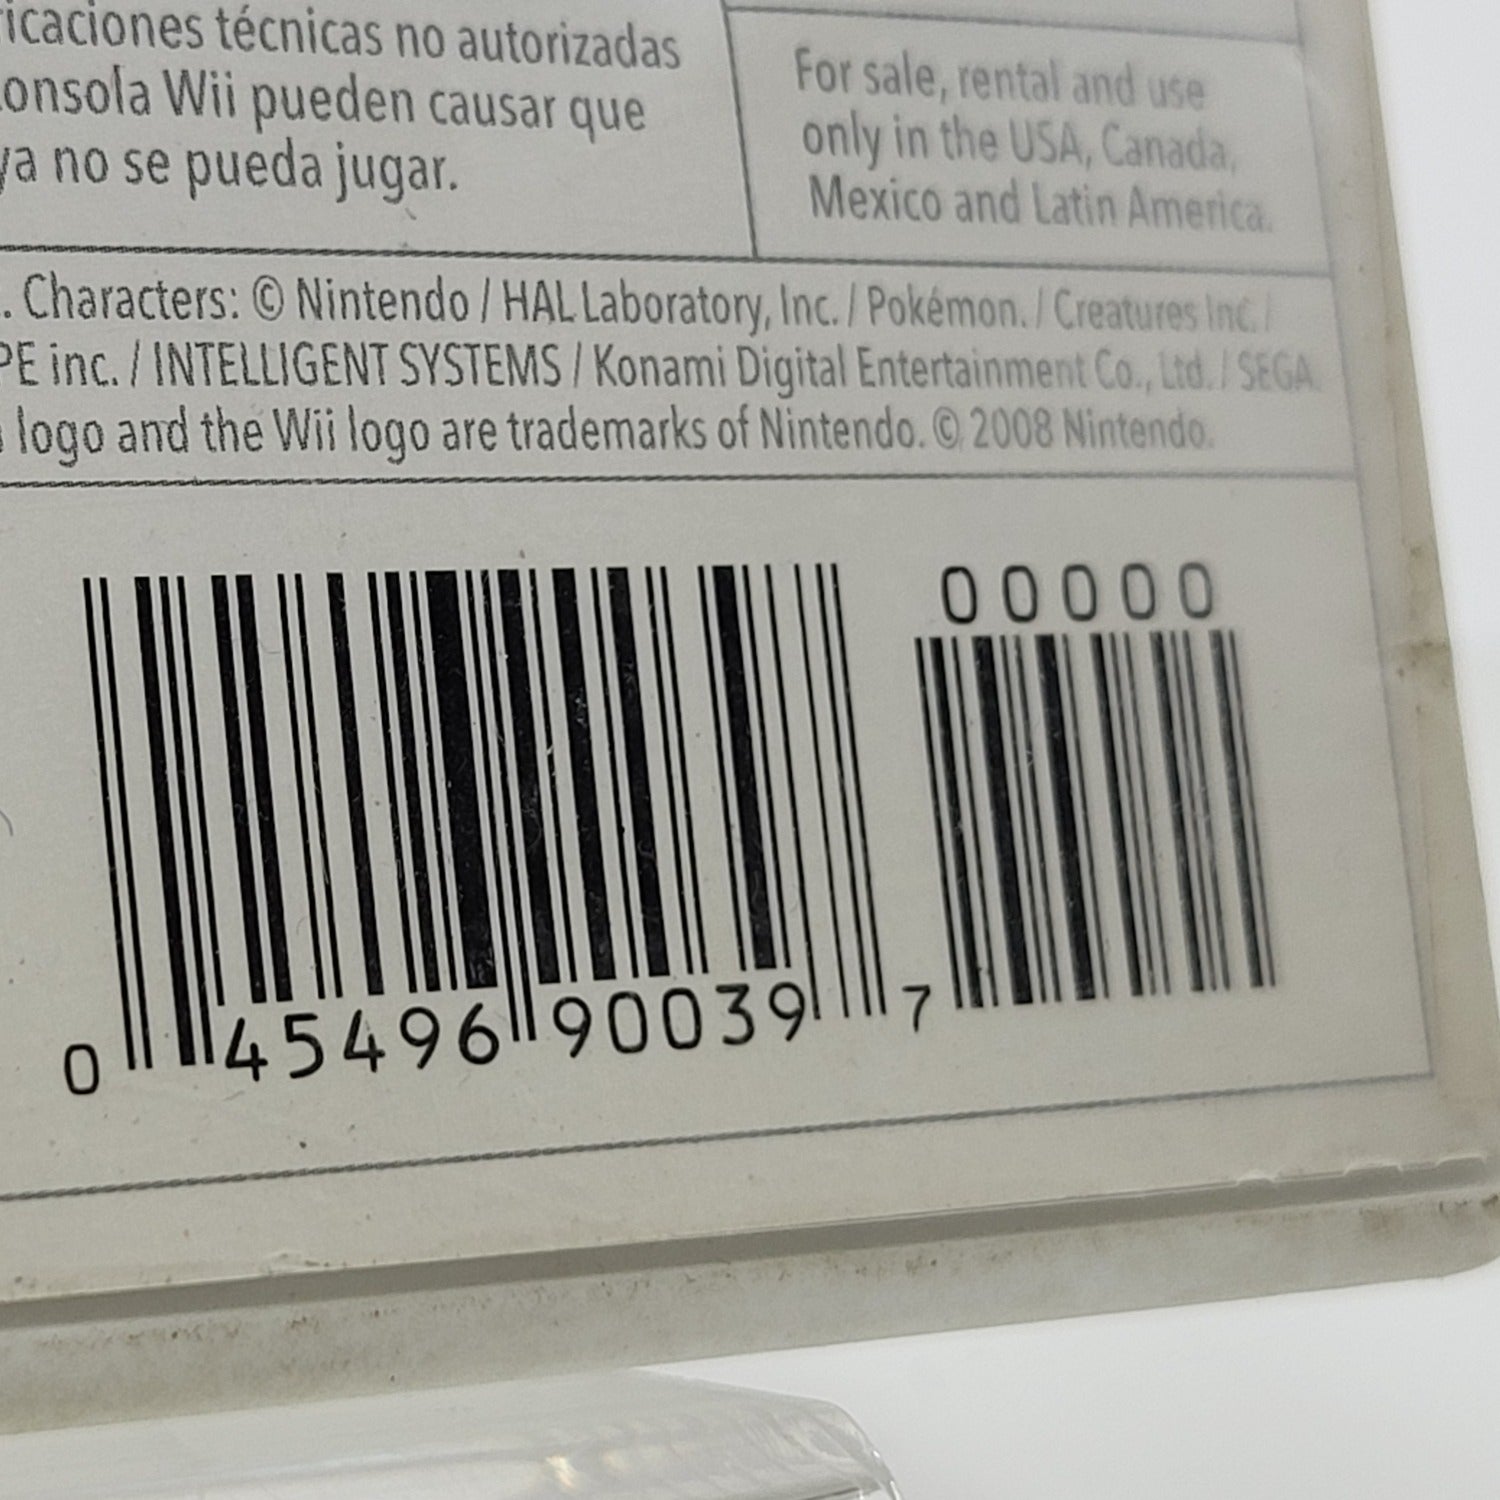 icaciones técnicas no autorizadas
consola Wii pueden causar que
ya no se pueda jugar.
For sale, rental and use
only in the USA, Canada,
Mexico and Latin America.
. Characters: © Nintendo / HAL Laboratory, Inc. / Pokémon. / Creatures Inc. /
PE inc. / INTELLIGENT SYSTEMS / Konami Digital Entertainment Co., Ltd. / SEGA.
logo and the Wii logo are trademarks of Nintendo. © 2008 Nintendo.
00000
0 45496 90039 7